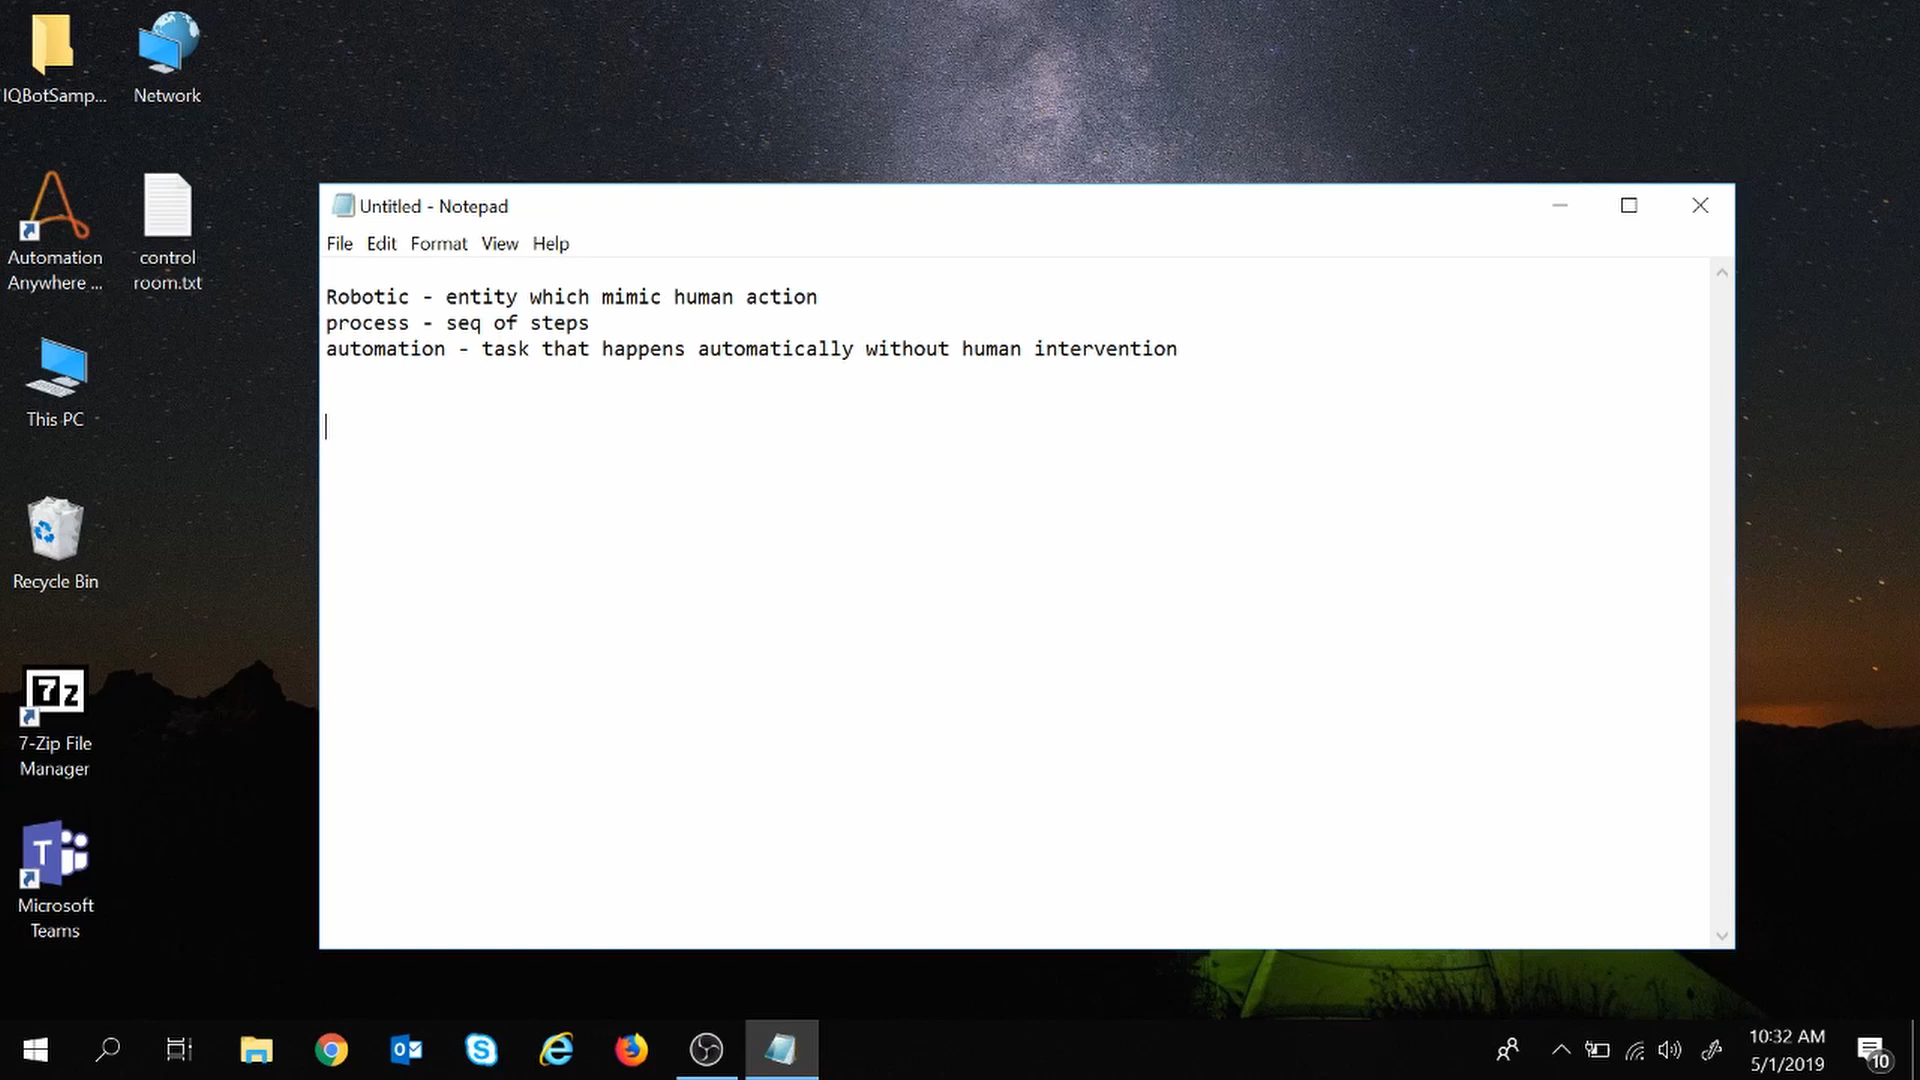 IQBotSamp...
Network
Automation
Anywhere ...
control
room.txt
This PC
Recycle Bin
7z
7-Zip File
Manager
T
Microsoft
Teams
Untitled - Notepad
File Edit Format View Help
Robotic - entity which mimic human action
process - seq of steps
automation - task that happens automatically without human intervention
10:32 AM
5/1/2019
10